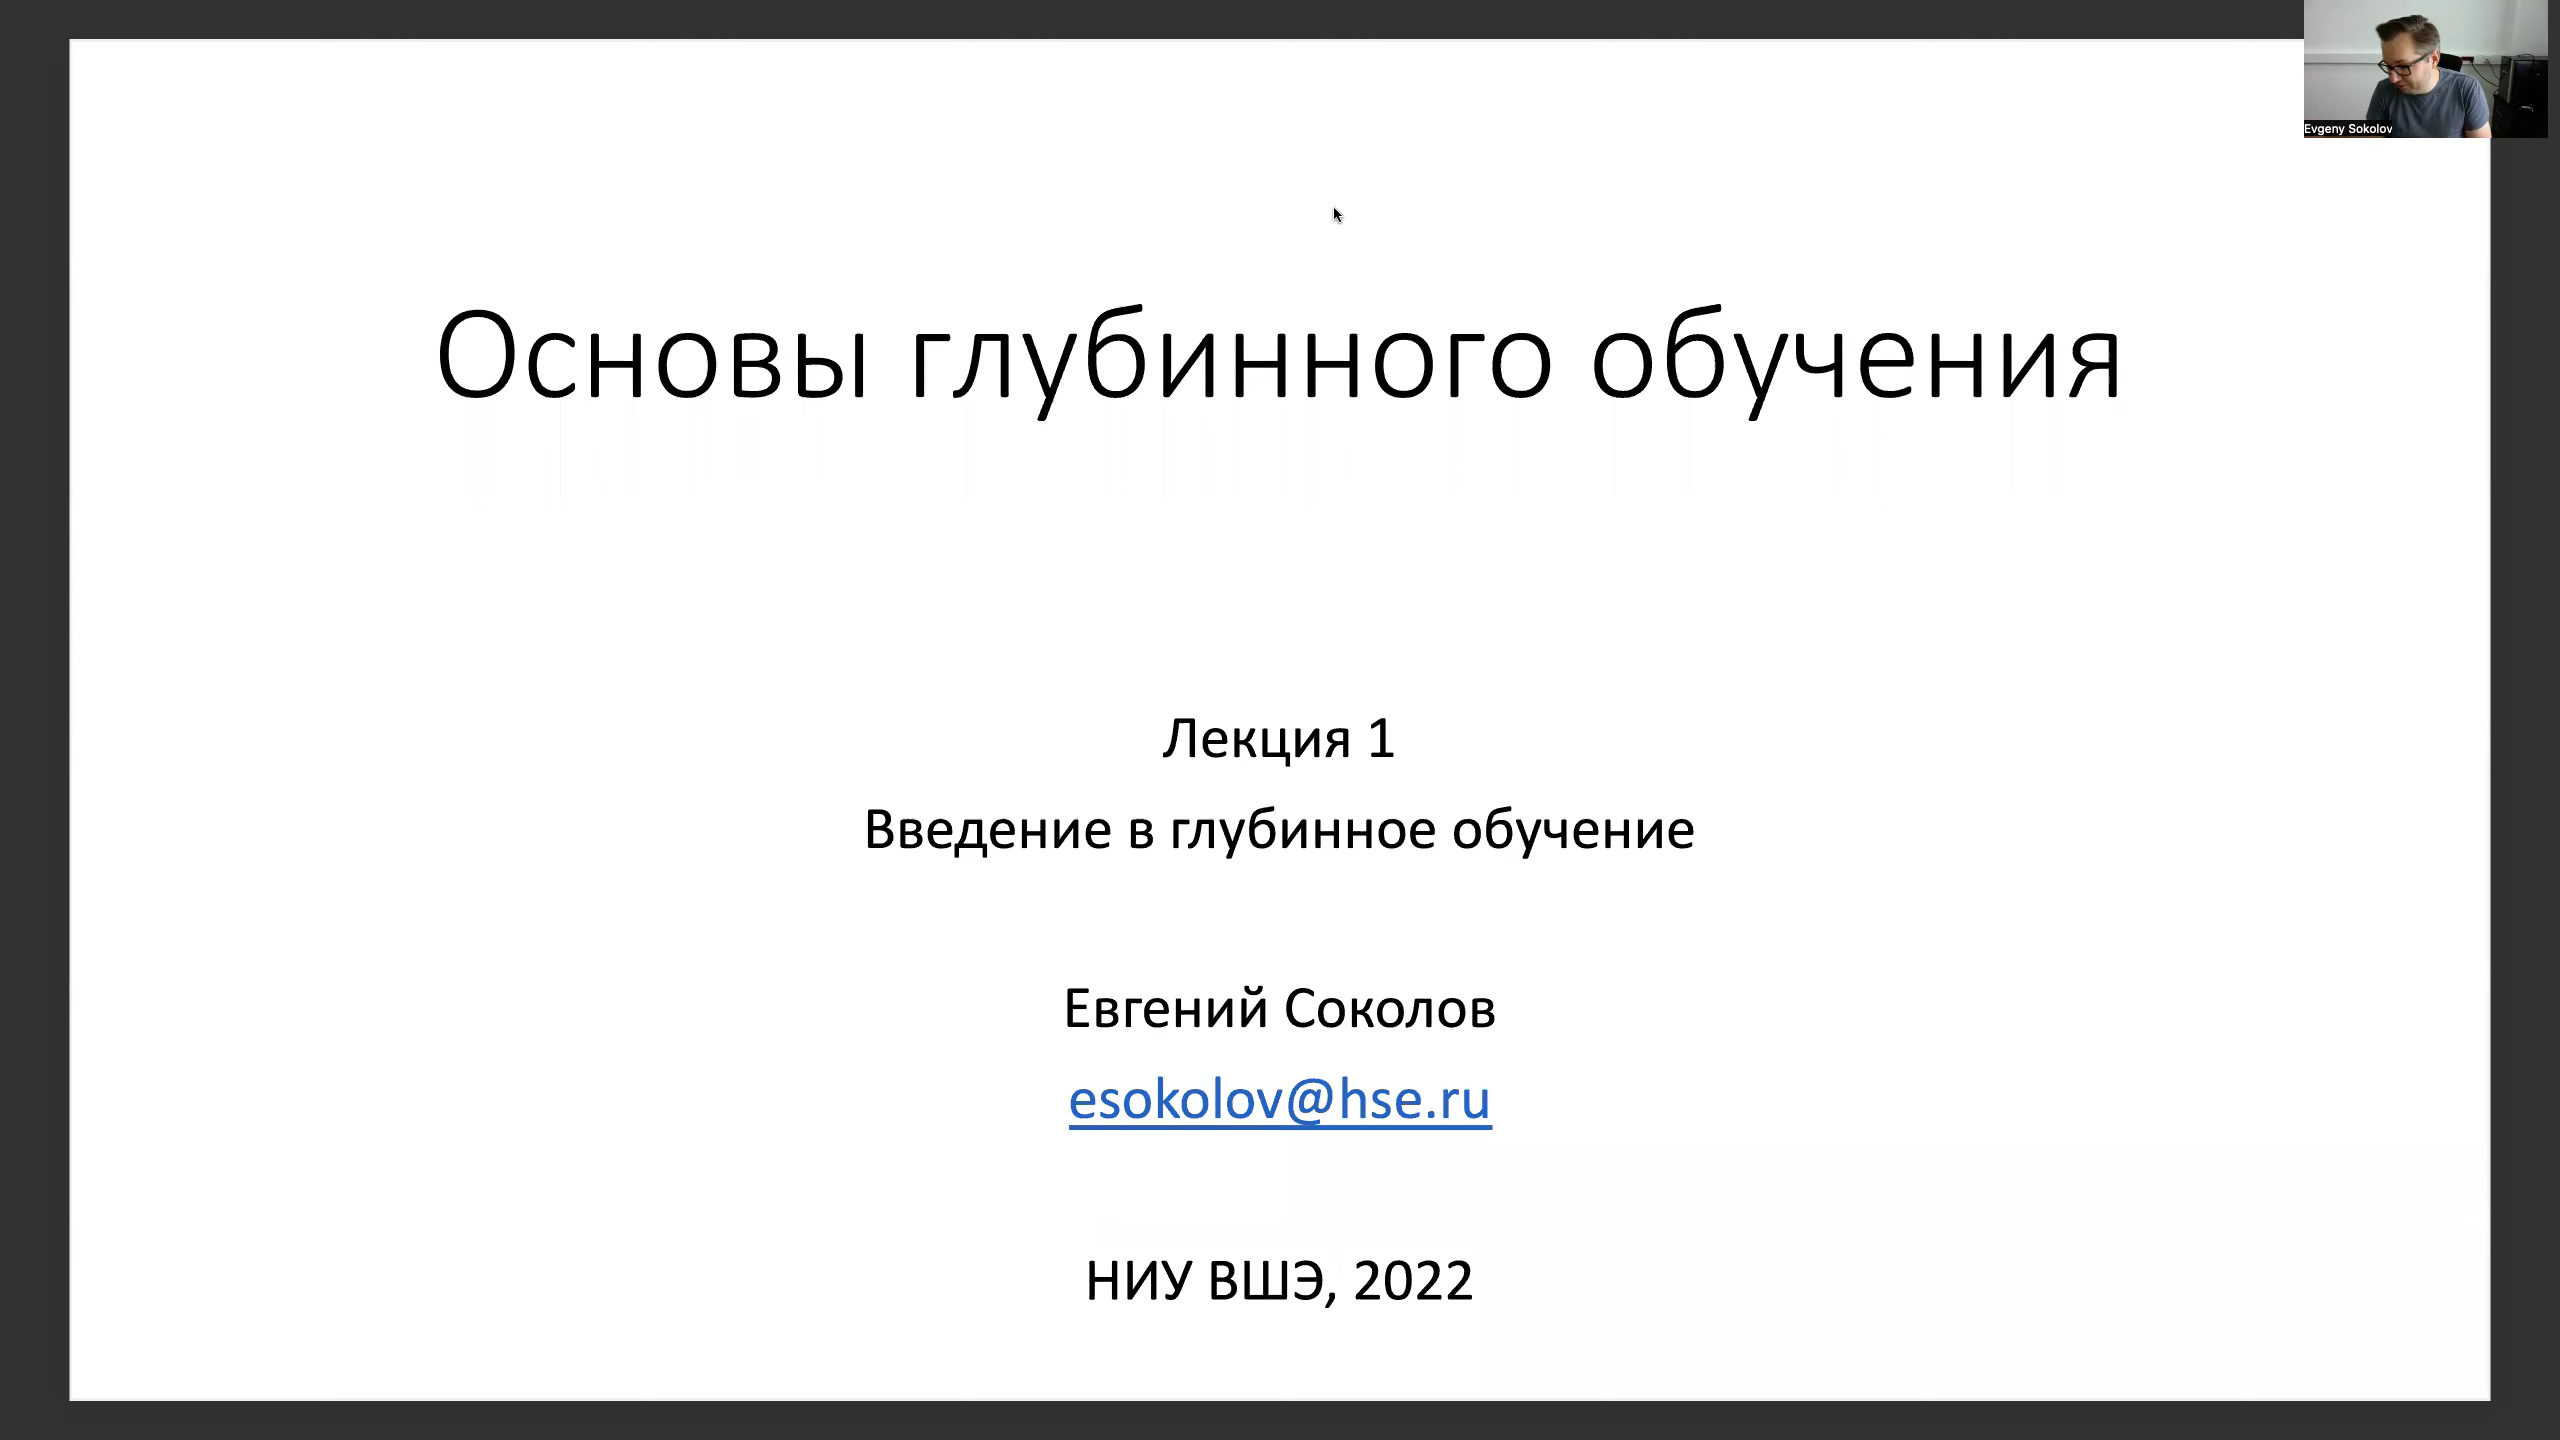 Evgeny Sokolov
Основы глубинного обучения
Лекция 1
Введение в глубинное обучение
Евгений Соколов
esokolov@hse.ru
НИУ ВШЭ, 2022